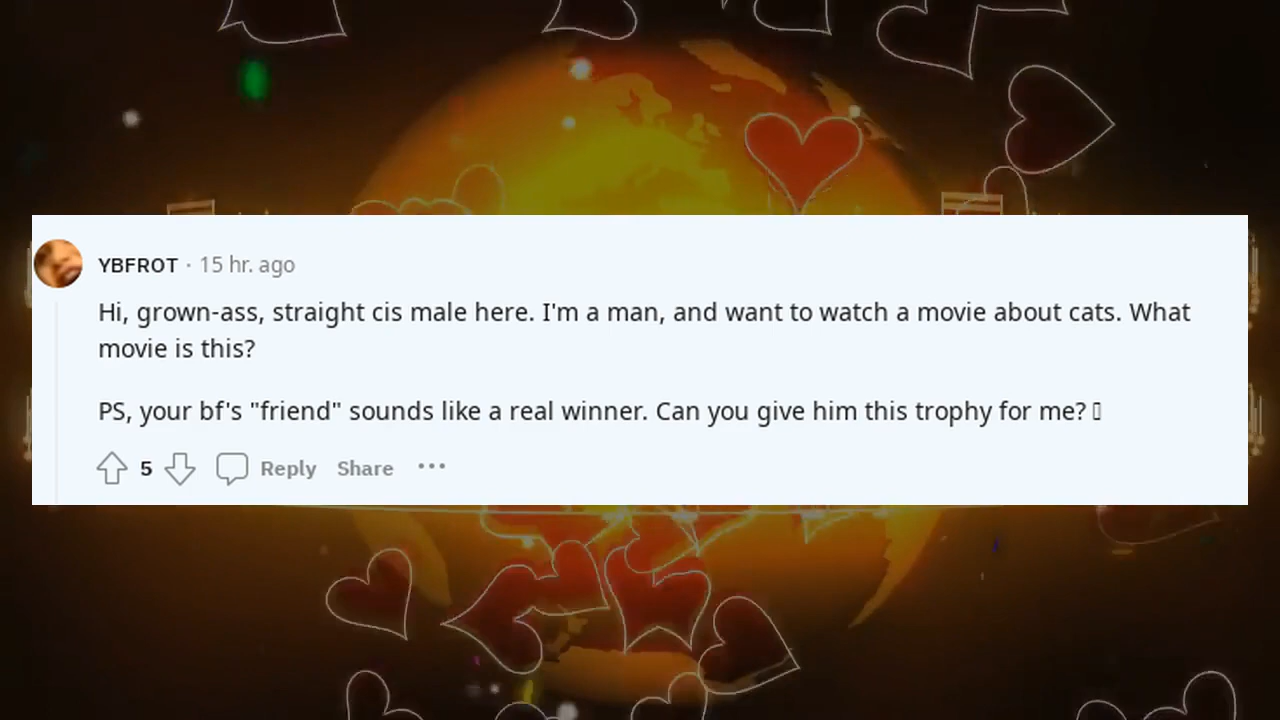 YBFROT · 15 hr. ago
Hi, grown-ass, straight cis male here. I'm a man, and want to watch a movie about cats. What
movie is this?
PS, your bf's "friend" sounds like a real winner. Can you give him this trophy for me? 
5 Reply Share ···